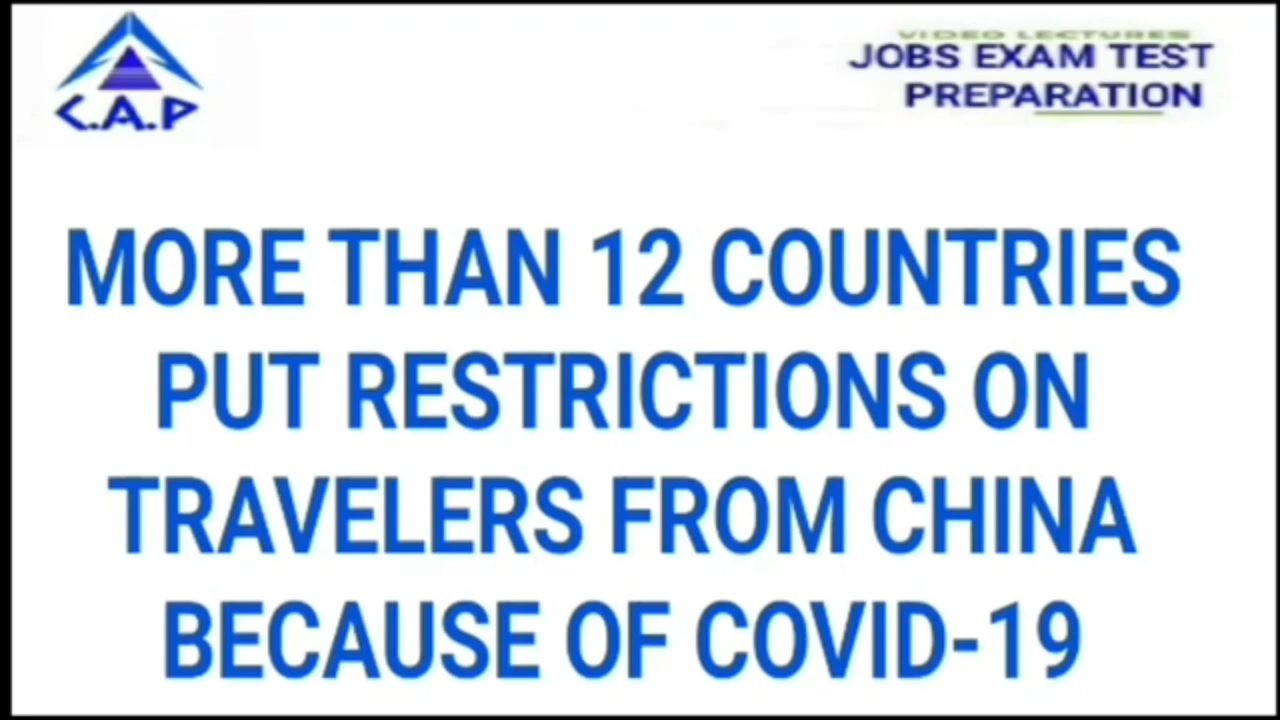 C.A.P
VIDEO LECTURES
JOBS EXAM TEST
PREPARATION
MORE THAN 12 COUNTRIES
PUT RESTRICTIONS ON
TRAVELERS FROM CHINA
BECAUSE OF COVID-19